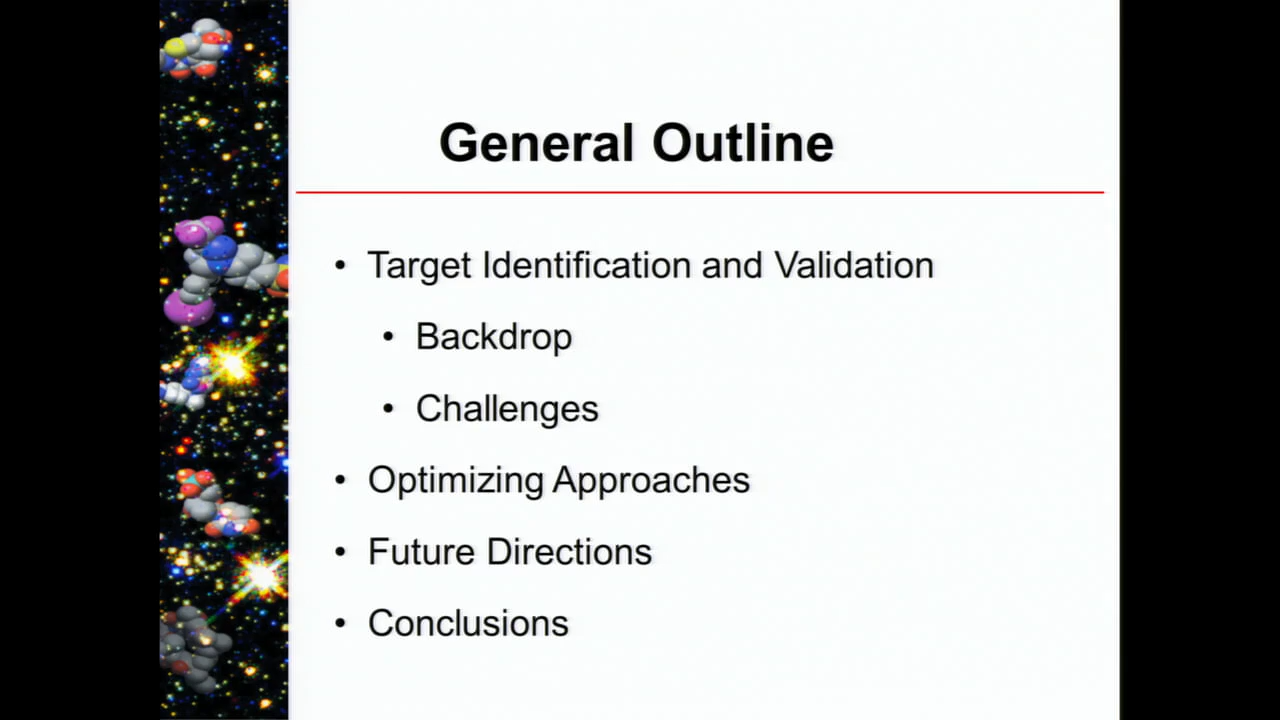 General Outline
• Target Identification and Validation
• Backdrop
• Challenges
• Optimizing Approaches
• Future Directions
• Conclusions